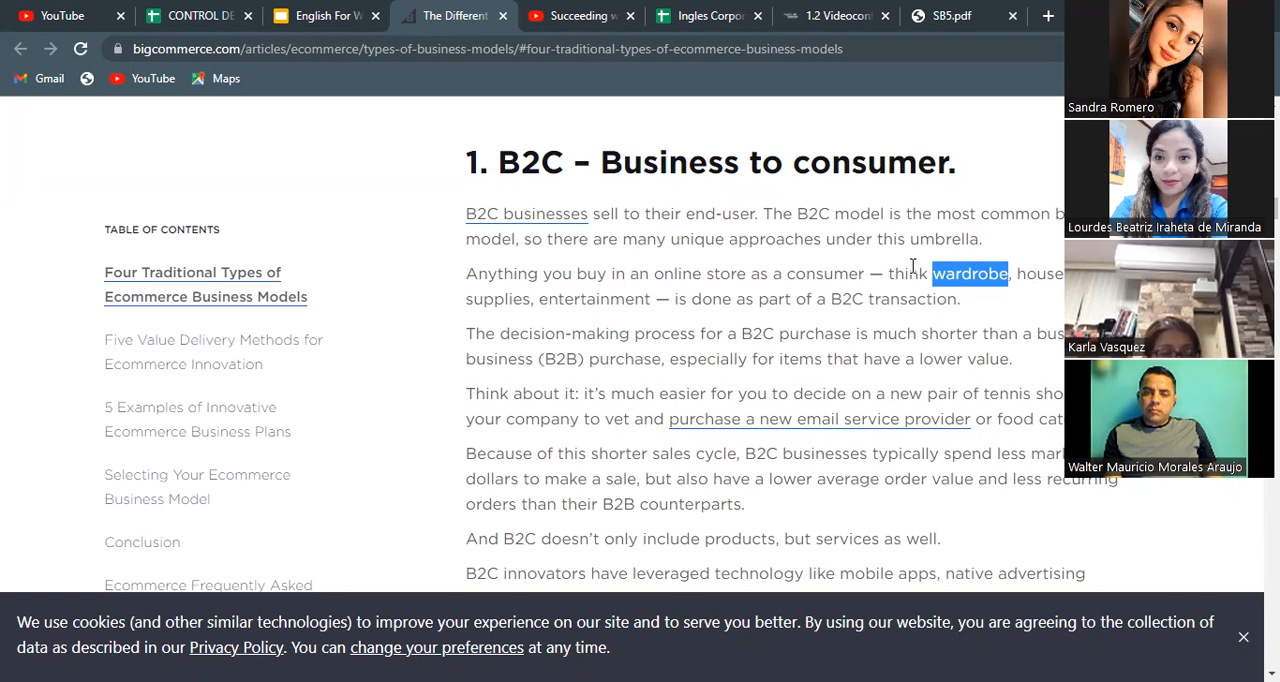 YouTube
CONTROL DE
English For W
The Different
Succeeding w
Ingles Corpor
1.2 Videocon
SB5.pdf
bigcommerce.com/articles/ecommerce/types-of-business-models/#four-traditional-types-of-ecommerce-business-models
Gmail
YouTube
Maps
Sandra Romero
Lourdes Beatriz Iraheta de Miranda
Karla Vasquez
Walter Mauricio Morales Araujo
TABLE OF CONTENTS
Four Traditional Types of
Ecommerce Business Models
Five Value Delivery Methods for
Ecommerce Innovation
5 Examples of Innovative
Ecommerce Business Plans
Selecting Your Ecommerce
Business Model
Conclusion
Ecommerce Frequently Asked
1. B2C – Business to consumer.
B2C businesses sell to their end-user. The B2C model is the most common b
model, so there are many unique approaches under this umbrella.
Anything you buy in an online store as a consumer — think wardrobe, house
supplies, entertainment — is done as part of a B2C transaction.
The decision-making process for a B2C purchase is much shorter than a bus
business (B2B) purchase, especially for items that have a lower value.
Think about it: it’s much easier for you to decide on a new pair of tennis sho
your company to vet and purchase a new email service provider or food cat
Because of this shorter sales cycle, B2C businesses typically spend less mar
dollars to make a sale, but also have a lower average order value and less recurring
orders than their B2B counterparts.
And B2C doesn’t only include products, but services as well.
B2C innovators have leveraged technology like mobile apps, native advertising
We use cookies (and other similar technologies) to improve your experience on our site and to serve you better. By using our website, you are agreeing to the collection of
data as described in our Privacy Policy. You can change your preferences at any time.